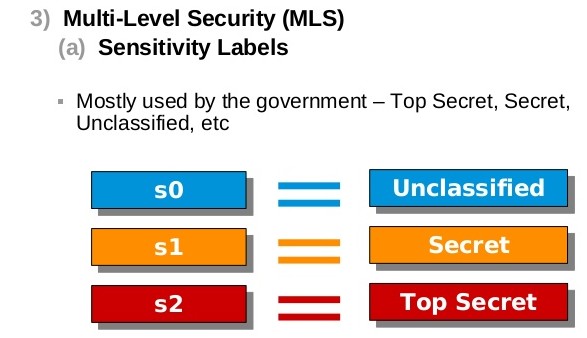 3) Multi-Level Security (MLS)
(a) Sensitivity Labels
▪ Mostly used by the government – Top Secret, Secret,
Unclassified, etc
s0 = Unclassified
s1 = Secret
s2 = Top Secret